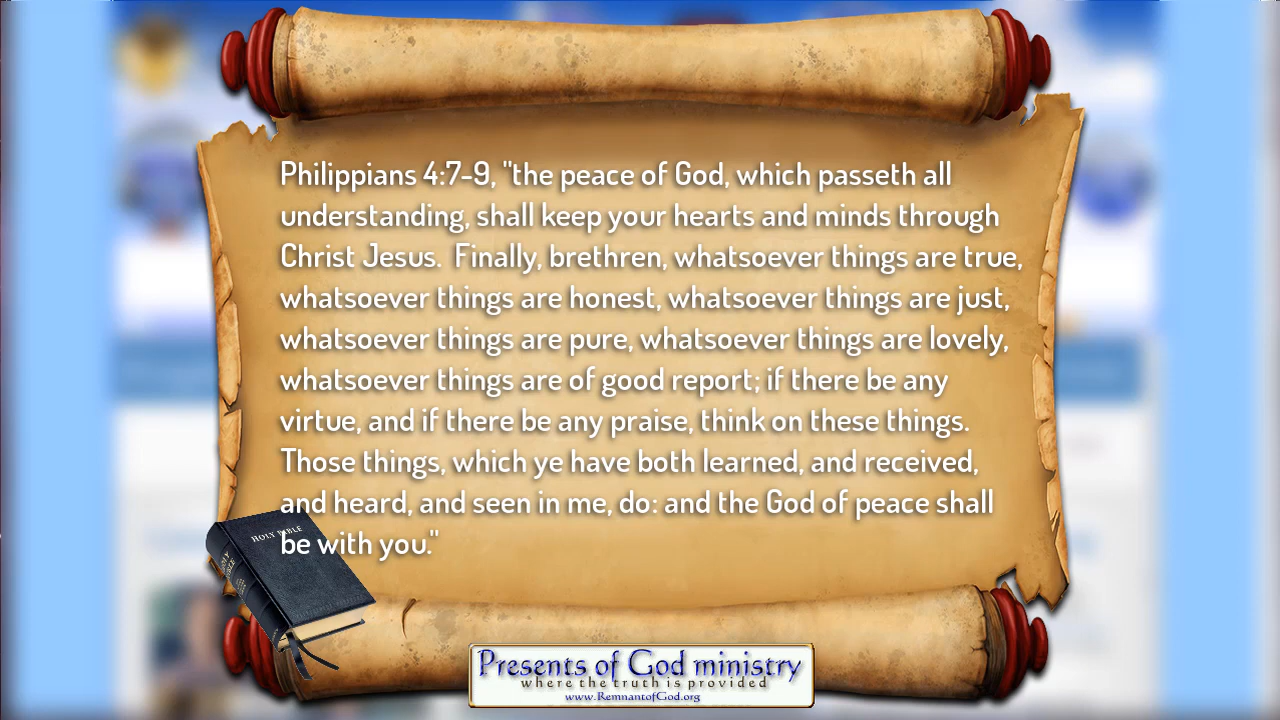 Philippians 4:7-9, "the peace of God, which passeth all
understanding, shall keep your hearts and minds through
Christ Jesus.  Finally, brethren, whatsoever things are true,
whatsoever things are honest, whatsoever things are just,
whatsoever things are pure, whatsoever things are lovely,
whatsoever things are of good report; if there be any
virtue, and if there be any praise, think on these things.
Those things, which ye have both learned, and received,
and heard, and seen in me, do: and the God of peace shall
be with you."
HOLY BIBLE
Presents of God ministry
where the truth is provided
www.RemnantofGod.org